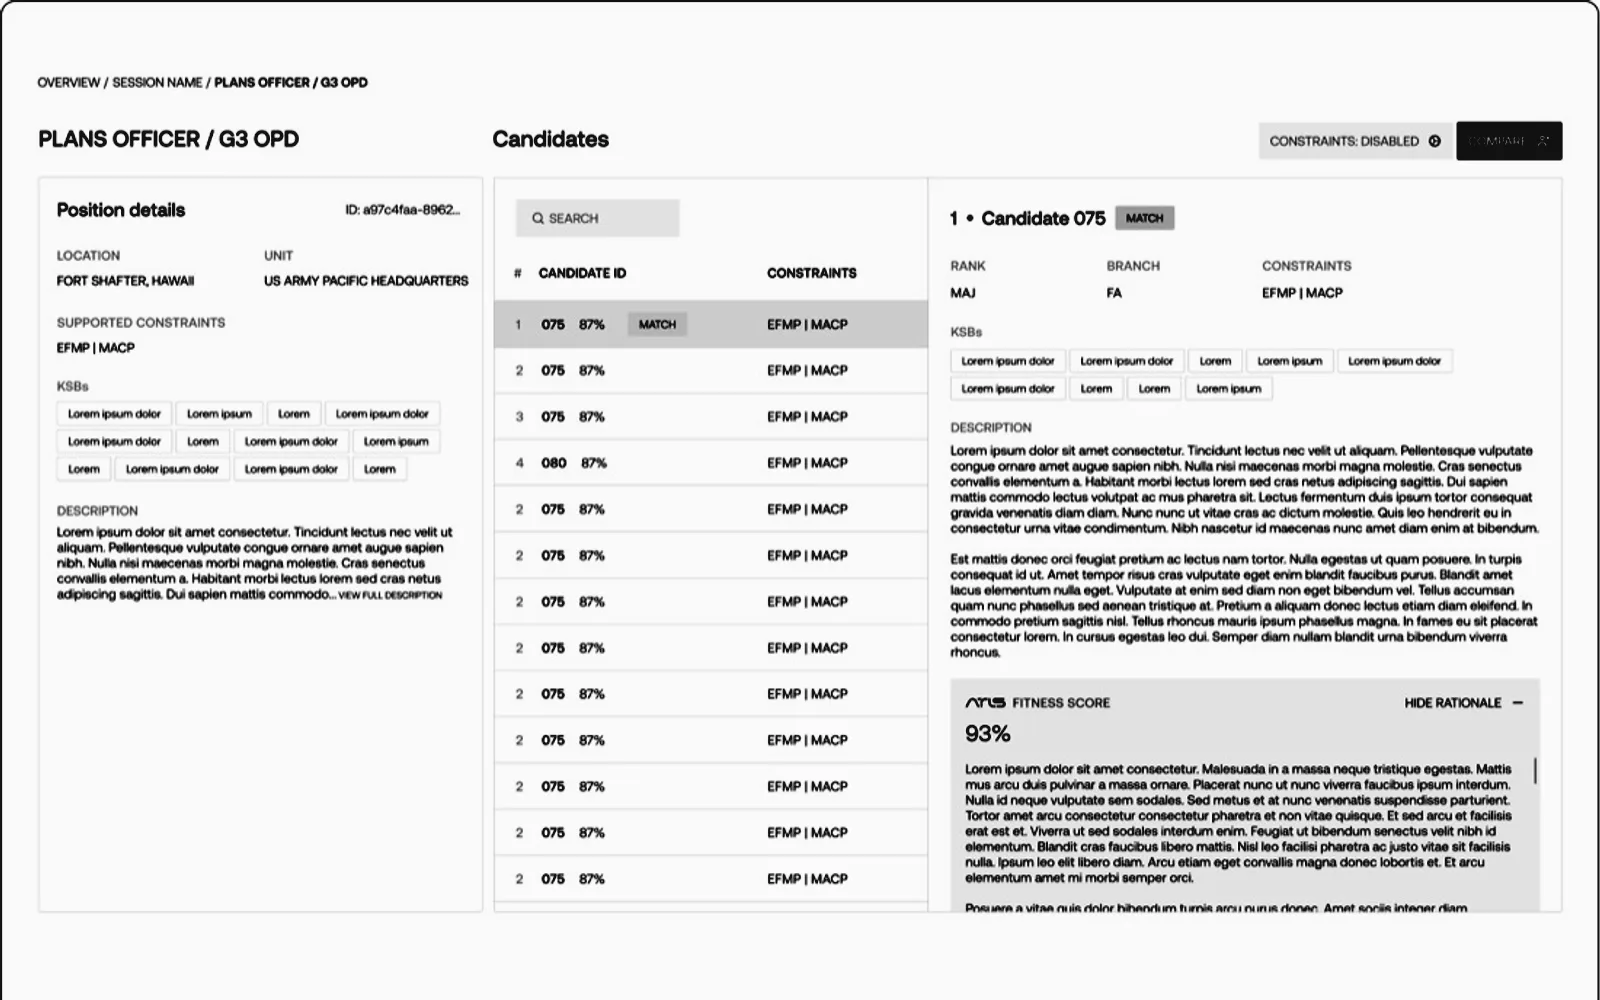 OVERVIEW / SESSION NAME / PLANS OFFICER / G3 OPD
PLANS OFFICER / G3 OPD
Candidates
CONSTRAINTS: DISABLED
COMPARE
Position details
ID: a97c4faa-8962...
LOCATION
UNIT
FORT SHAFTER, HAWAII
US ARMY PACIFIC HEADQUARTERS
SUPPORTED CONSTRAINTS
EFMP | MACP
KSBs
Lorem ipsum dolor Lorem ipsum Lorem Lorem ipsum dolor
Lorem ipsum dolor Lorem Lorem ipsum dolor Lorem ipsum
Lorem Lorem ipsum dolor Lorem ipsum dolor Lorem
DESCRIPTION
Lorem ipsum dolor sit amet consectetur. Tincidunt lectus nec velit ut
aliquam. Pellentesque vulputate congue ornare amet augue sapien
nibh. Nulla nisi maecenas morbi magna molestie. Cras senectus
convallis elementum a. Habitant morbi lectus lorem sed cras netus
adipiscing sagittis. Dui sapien mattis commodo... VIEW FULL DESCRIPTION
SEARCH
# CANDIDATE ID CONSTRAINTS
1 075 87% MATCH EFMP | MACP
2 075 87% EFMP | MACP
3 075 87% EFMP | MACP
4 080 87% EFMP | MACP
2 075 87% EFMP | MACP
2 075 87% EFMP | MACP
2 075 87% EFMP | MACP
2 075 87% EFMP | MACP
2 075 87% EFMP | MACP
2 075 87% EFMP | MACP
2 075 87% EFMP | MACP
2 075 87% EFMP | MACP
2 075 87% EFMP | MACP
1 • Candidate 075 MATCH
RANK BRANCH CONSTRAINTS
MAJ FA EFMP | MACP
KSBs
Lorem ipsum dolor Lorem ipsum dolor Lorem Lorem ipsum Lorem ipsum dolor
Lorem ipsum dolor Lorem Lorem Lorem ipsum
DESCRIPTION
Lorem ipsum dolor sit amet consectetur. Tincidunt lectus nec velit ut aliquam. Pellentesque vulputate
congue ornare amet augue sapien nibh. Nulla nisi maecenas morbi magna molestie. Cras senectus
convallis elementum a. Habitant morbi lectus lorem sed cras netus adipiscing sagittis. Dui sapien
mattis commodo lectus volutpat ac mus pharetra sit. Lectus fermentum duis ipsum tortor consequat
gravida venenatis diam diam. Nunc nunc ut vitae cras ac dictum molestie. Quis leo hendrerit eu in
consectetur urna vitae condimentum. Nibh nascetur id maecenas nunc amet diam enim at bibendum.
Est mattis donec orci feugiat pretium ac lectus nam tortor. Nulla egestas ut quam posuere. In turpis
consequat id ut. Amet tempor risus cras vulputate eget enim blandit faucibus purus. Blandit amet
lacus elementum nulla eget. Vulputate at enim sed diam non eget bibendum vel. Tellus accumsan
quam nunc phasellus sed aenean tristique at. Pretium a aliquam donec lectus etiam diam eleifend. In
commodo pretium sagittis nisl. Tellus rhoncus mauris ipsum phasellus magna. In fames eu sit placerat
consectetur lorem. In cursus egestas leo dui. Semper diam nullam blandit urna bibendum viverra
rhoncus.
FITNESS SCORE
HIDE RATIONALE
93%
Lorem ipsum dolor sit amet consectetur. Malesuada in a massa neque tristique egestas. Mattis
mus arcu duis pulvinar a massa ornare. Placerat nunc ut nunc viverra faucibus ipsum interdum.
Nulla id neque vulputate sem sodales. Sed metus et at nunc venenatis suspendisse parturient.
Tortor amet arcu consectetur consectetur pharetra et non vitae quisque. Et sed arcu et facilisis
erat est et. Viverra ut sed sodales interdum enim. Feugiat ut bibendum senectus velit nibh id
elementum. Blandit cras faucibus libero mattis. Nisl leo facilisi pharetra ac justo vitae sit facilisis
nulla. Ipsum leo elit libero diam. Arcu etiam eget convallis magna donec lobortis et. Et arcu
elementum amet mi morbi semper orci.
Posuere a vitae quis dolor bibendum turpis arcu purus donec. Amet sociis integer diam